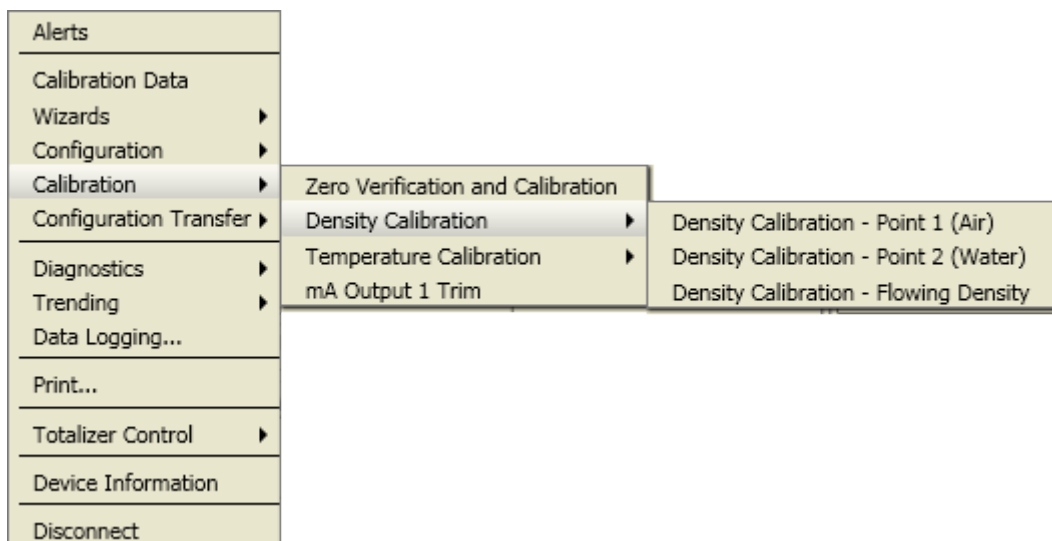 Alerts
Calibration Data
Wizards
Configuration
Calibration
Configuration Transfer
Diagnostics
Trending
Data Logging...
Print...
Totalizer Control
Device Information
Disconnect
Zero Verification and Calibration
Density Calibration
Temperature Calibration
mA Output 1 Trim
Density Calibration - Point 1 (Air)
Density Calibration - Point 2 (Water)
Density Calibration - Flowing Density